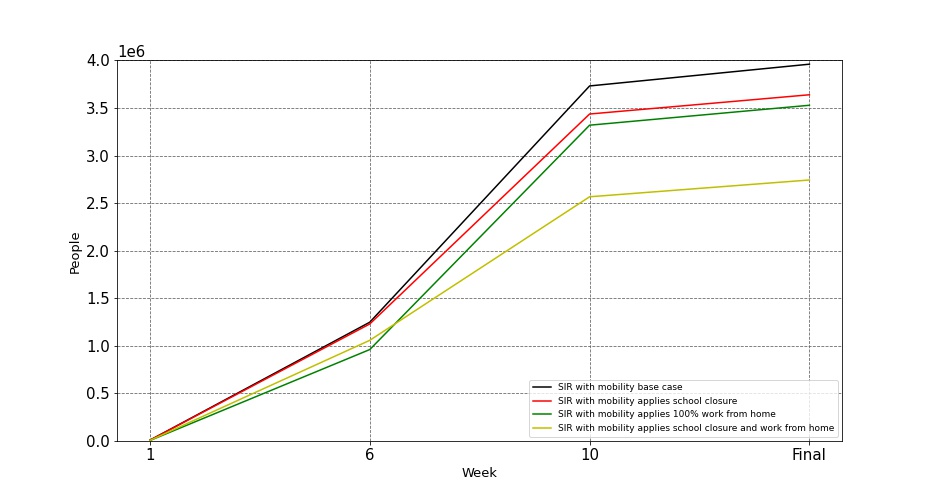 1e6
4.0
3.5
3.0
2.5
2.0
1.5
1.0
0.5
0.0
People
1
6
10
Final
Week
SIR with mobility base case
SIR with mobility applies school closure
SIR with mobility applies 100% work from home
SIR with mobility applies school closure and work from home